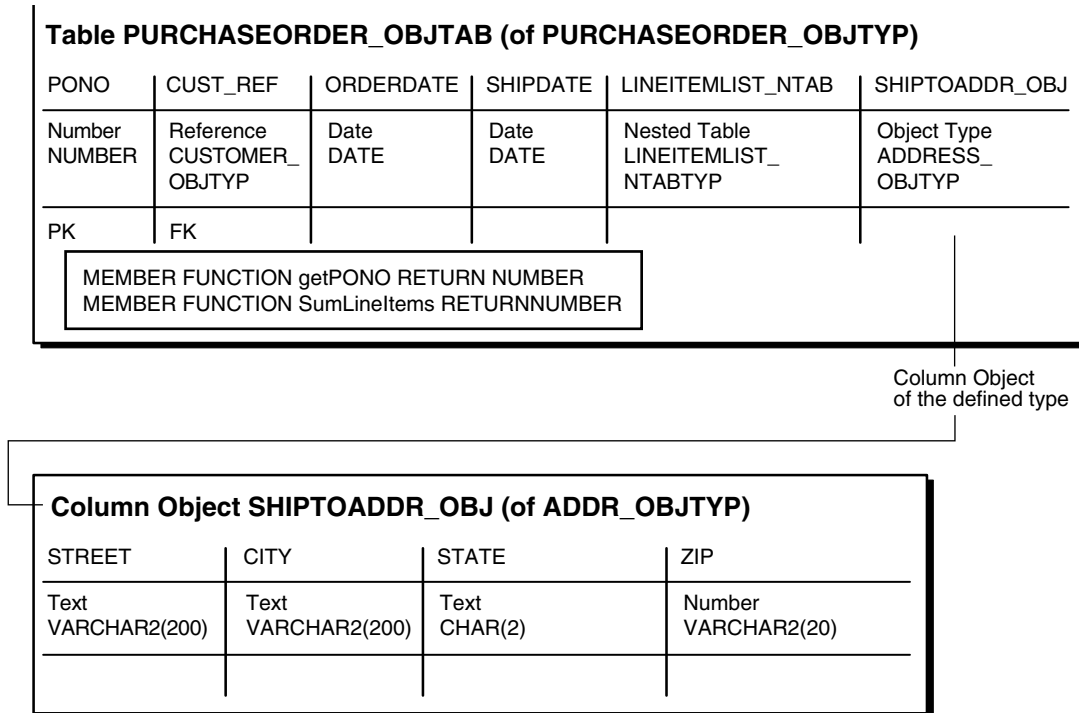 Table PURCHASEORDER_OBJTAB (of PURCHASEORDER_OBJTYP)
PONO CUST_REF ORDERDATE SHIPDATE LINEITEMLIST_NTAB SHIPTOADDR_OBJ
Number Reference Date Date Nested Table Object Type
NUMBER CUSTOMER_ DATE DATE LINEITEMLIST_ ADDRESS_
OBJTYP NTABTYP OBJTYP
PK FK
MEMBER FUNCTION getPONO RETURN NUMBER
MEMBER FUNCTION SumLineItems RETURNNUMBER
Column Object
of the defined type
Column Object SHIPTOADDR_OBJ (of ADDR_OBJTYP)
STREET CITY STATE ZIP
Text Text Text Number
VARCHAR2(200) VARCHAR2(200) CHAR(2) VARCHAR2(20)